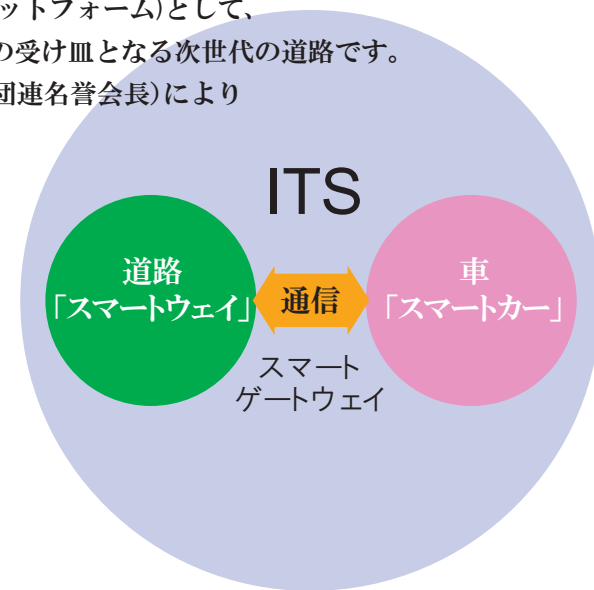 ットフォーム)として、
の受け皿となる次世代の道路です。
団連名誉会長)により
ITS
道路
「スマートウェイ」
通信
車
「スマートカー」
スマート
ゲートウェイ